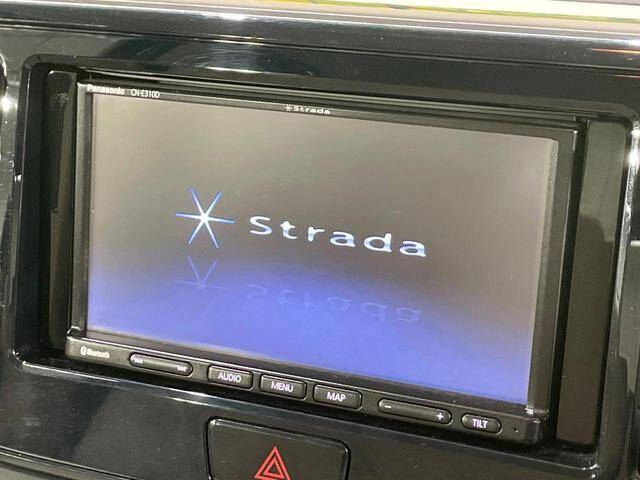 Panasonic CN-E310D
Strada
Strada
Bluetooth
AUDIO
MENU
MAP
- +
TILT